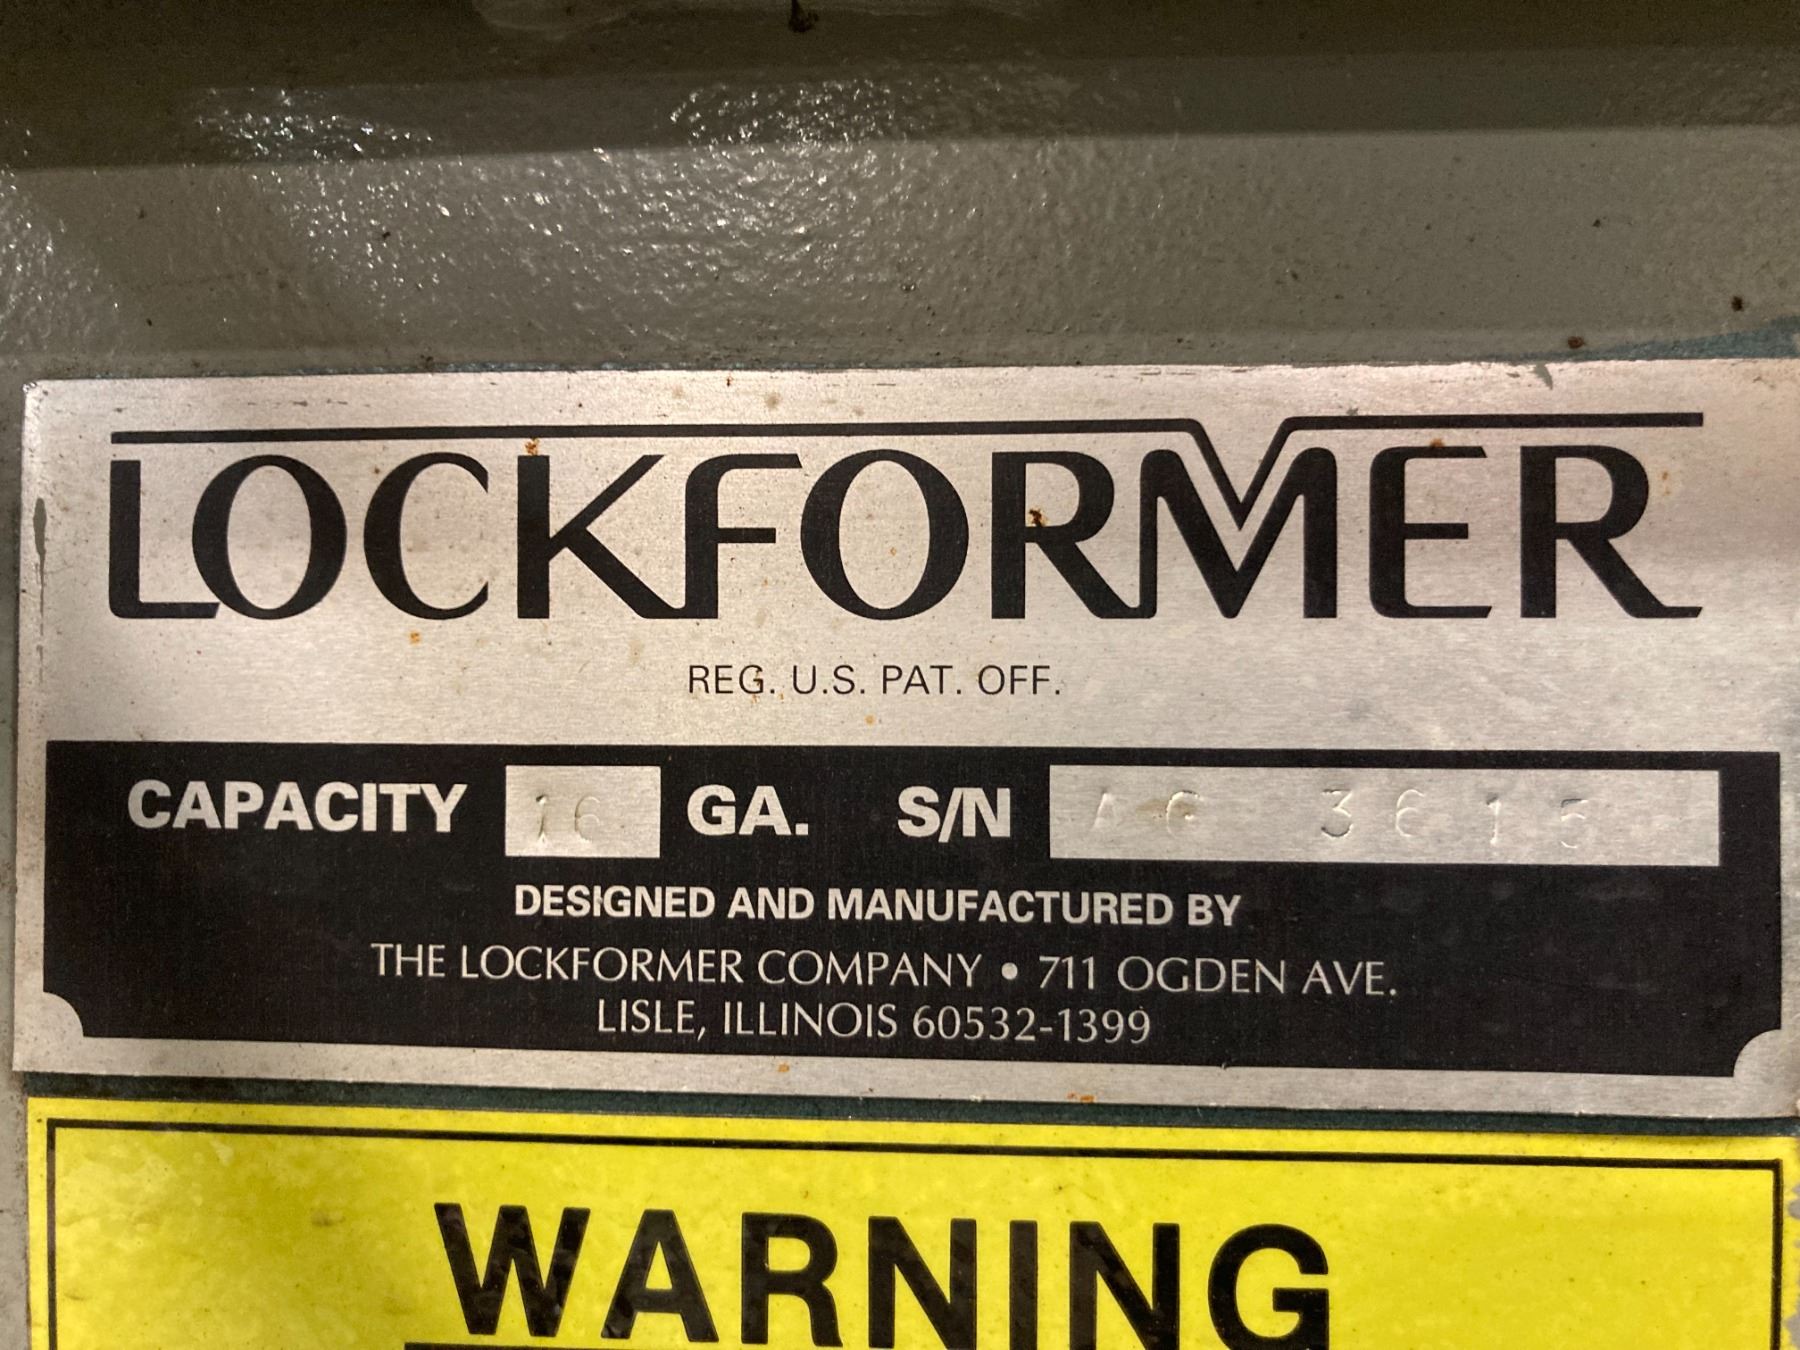 LOCKFORMER
REG. U.S. PAT. OFF.
CAPACITY 16 GA. S/N 3615
DESIGNED AND MANUFACTURED BY
THE LOCKFORMER COMPANY • 711 OGDEN AVE.
LISLE, ILLINOIS 60532-1399
WARNING